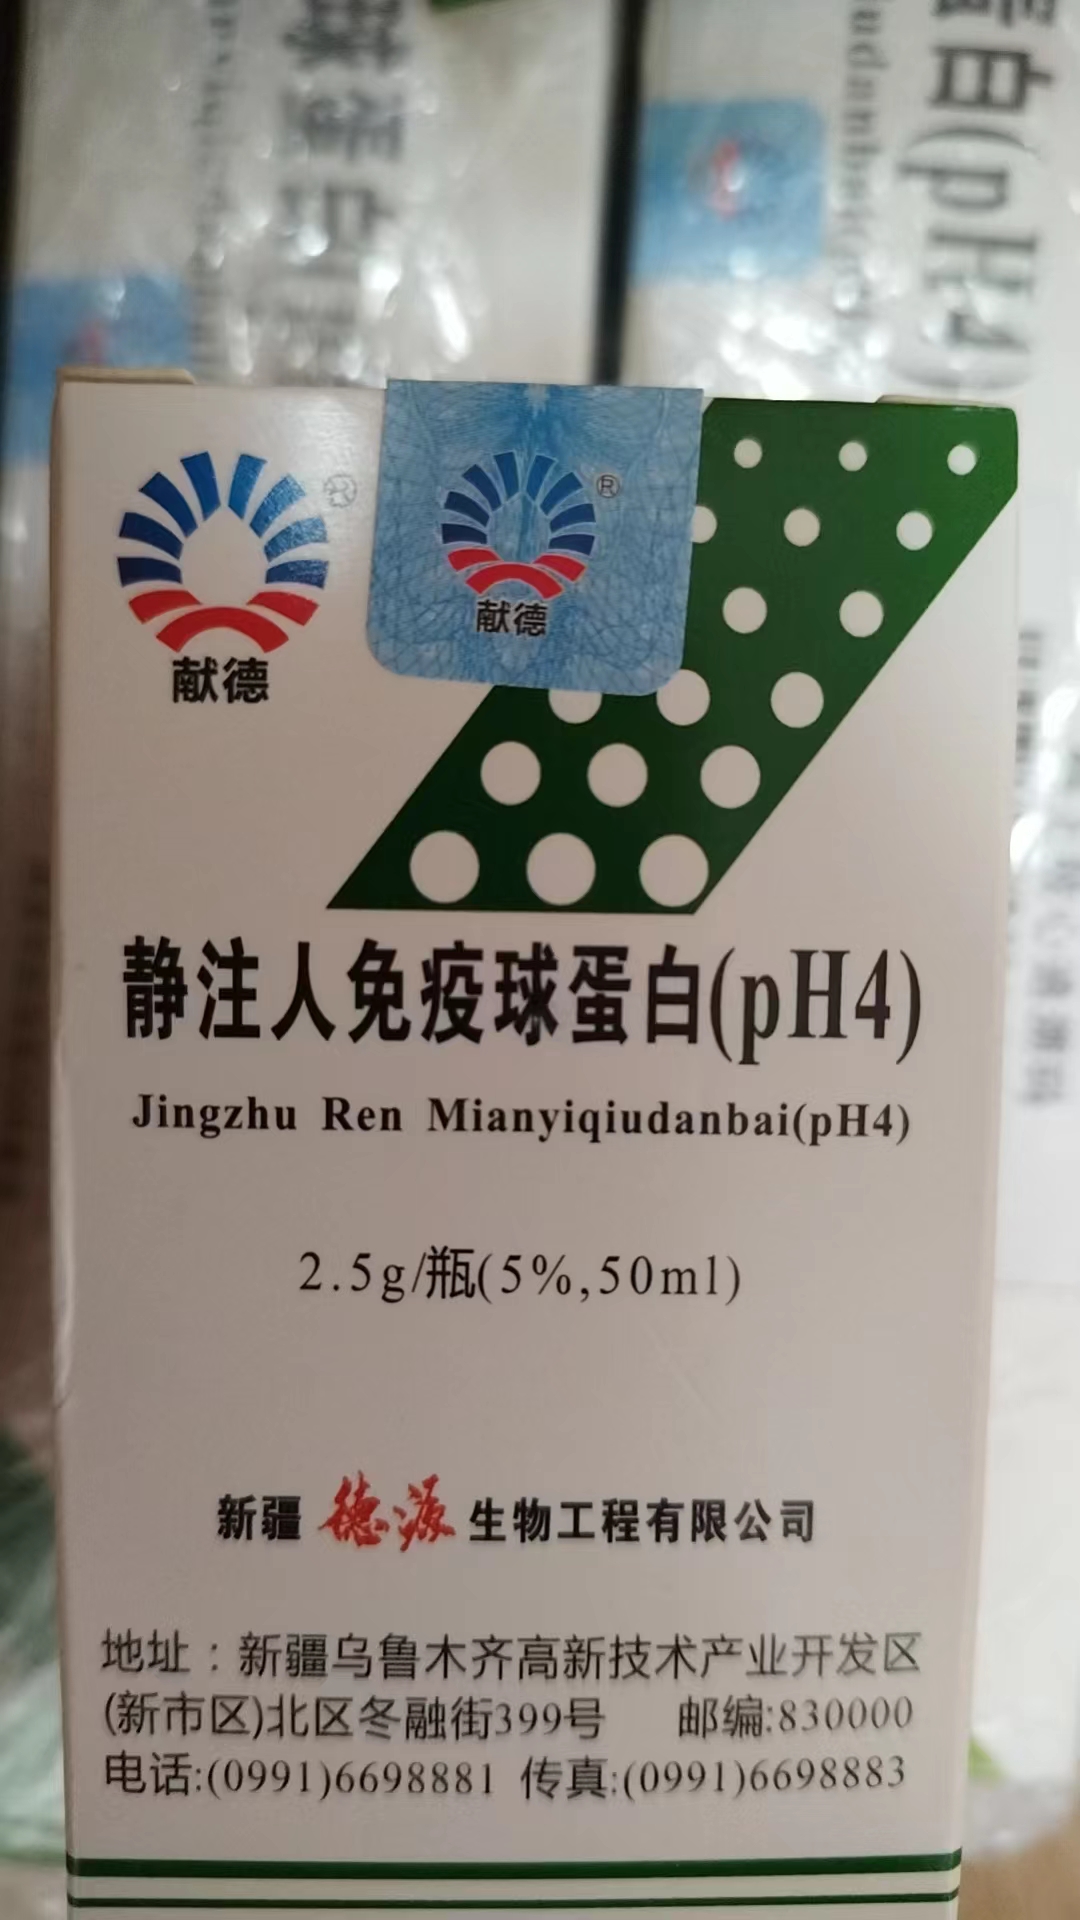 白(pH4)
献德
®
献德
静注人免疫球蛋白(pH4)
Jingzhu Ren Mianyiqiudanbai(pH4)
2.5g/瓶(5%,50ml)
新疆德源生物工程有限公司
地址：新疆乌鲁木齐高新技术产业开发区
(新市区)北区冬融街399号 邮编:830000
电话:(0991)6698881 传真:(0991)6698883